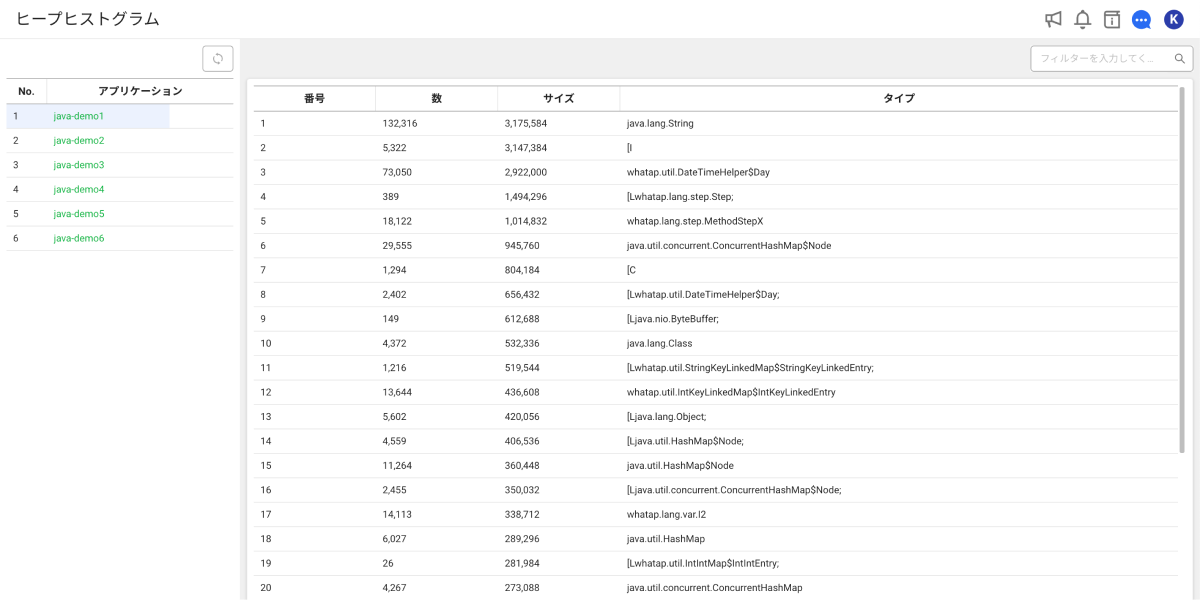 ヒープヒストグラム
K
フィルターを入力してく...
No. アプリケーション
1 java-demo1
2 java-demo2
3 java-demo3
4 java-demo4
5 java-demo5
6 java-demo6
番号 数 サイズ タイプ
1 132,316 3,175,584 java.lang.String
2 5,322 3,147,384 [I
3 73,050 2,922,000 whatap.util.DateTimeHelper$Day
4 389 1,494,296 [Lwhatap.lang.step.Step;
5 18,122 1,014,832 whatap.lang.step.MethodStepX
6 29,555 945,760 java.util.concurrent.ConcurrentHashMap$Node
7 1,294 804,184 [C
8 2,402 656,432 [Lwhatap.util.DateTimeHelper$Day;
9 149 612,688 [Ljava.nio.ByteBuffer;
10 4,372 532,336 java.lang.Class
11 1,216 519,544 [Lwhatap.util.StringKeyLinkedMap$StringKeyLinkedEntry;
12 13,644 436,608 whatap.util.IntKeyLinkedMap$IntKeyLinkedEntry
13 5,602 420,056 [Ljava.lang.Object;
14 4,559 406,536 [Ljava.util.HashMap$Node;
15 11,264 360,448 java.util.HashMap$Node
16 2,455 350,032 [Ljava.util.concurrent.ConcurrentHashMap$Node;
17 14,113 338,712 whatap.lang.var.I2
18 6,027 289,296 java.util.HashMap
19 26 281,984 [Lwhatap.util.IntIntMap$IntIntEntry;
20 4,267 273,088 java.util.concurrent.ConcurrentHashMap